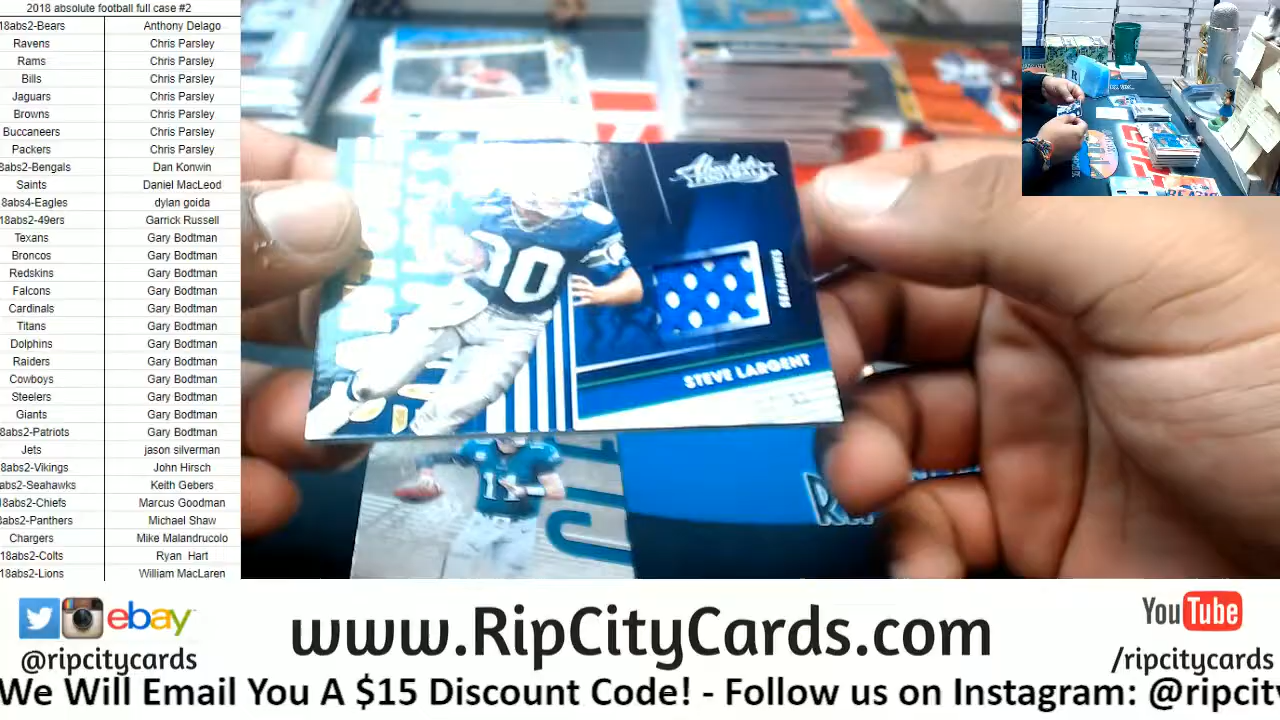 2018 absolute football full case #2
18abs2-Bears Anthony Delago
Ravens Chris Parsley
Rams Chris Parsley
Bills Chris Parsley
Jaguars Chris Parsley
Browns Chris Parsley
Buccaneers Chris Parsley
Packers Chris Parsley
8abs2-Bengals Dan Konwin
Saints Daniel MacLeod
8abs4-Eagles dylan goida
8abs2-49ers Garrick Russell
Texans Gary Bodtman
Broncos Gary Bodtman
Redskins Gary Bodtman
Falcons Gary Bodtman
Cardinals Gary Bodtman
Titans Gary Bodtman
Dolphins Gary Bodtman
Raiders Gary Bodtman
Cowboys Gary Bodtman
Steelers Gary Bodtman
Giants Gary Bodtman
8abs2-Patriots Gary Bodtman
Jets jason silverman
8abs2-Vikings John Hirsch
abs2-Seahawks Keith Gebers
8abs2-Chiefs Marcus Goodman
abs2-Panthers Michael Shaw
Chargers Mike Malandrucolo
18abs2-Colts Ryan Hart
18abs2-Lions William MacLaren
Absolute
FOOTBALL
80
SEAHAWKS
STEVE LARGENT
11
ebay
@ripcitycards
www.RipCityCards.com
YouTube
/ripcitycards
We Will Email You A $15 Discount Code! - Follow us on Instagram: @ripcity